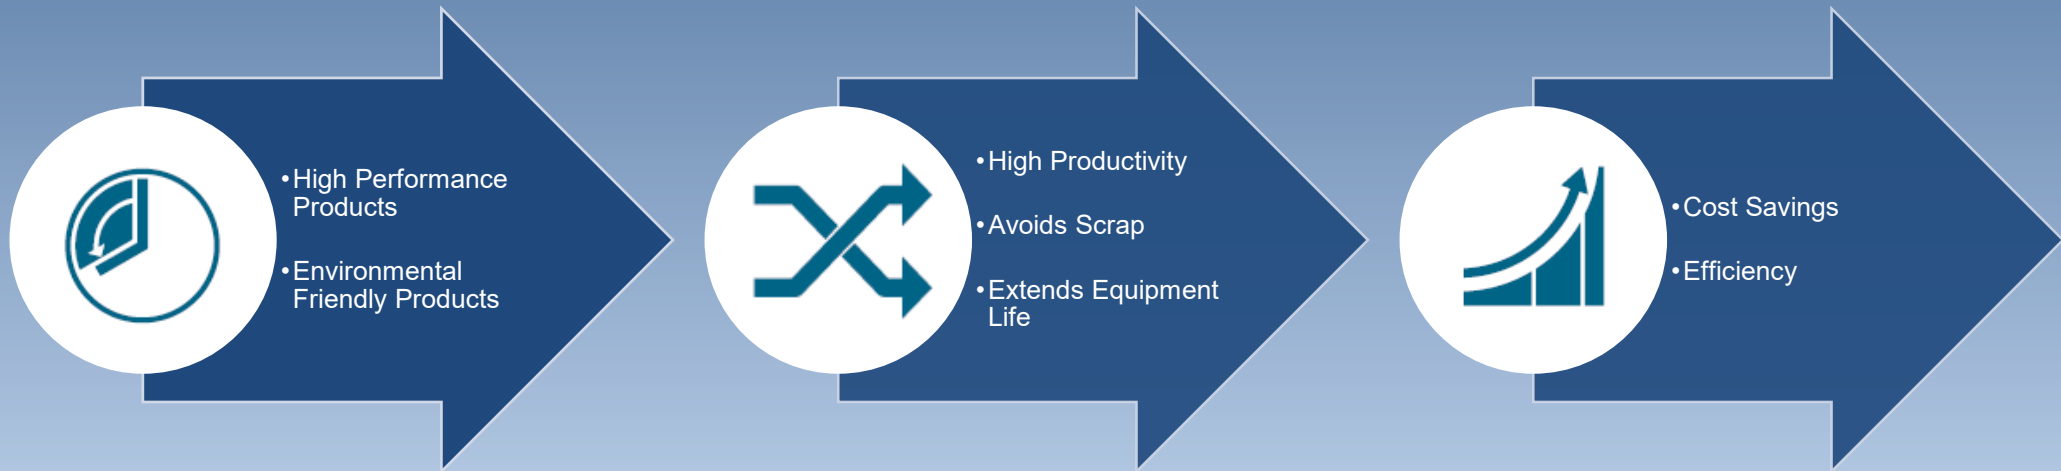 •High Performance
Products
•Environmental
Friendly Products
•High Productivity
•Avoids Scrap
•Extends Equipment
Life
•Cost Savings
•Efficiency